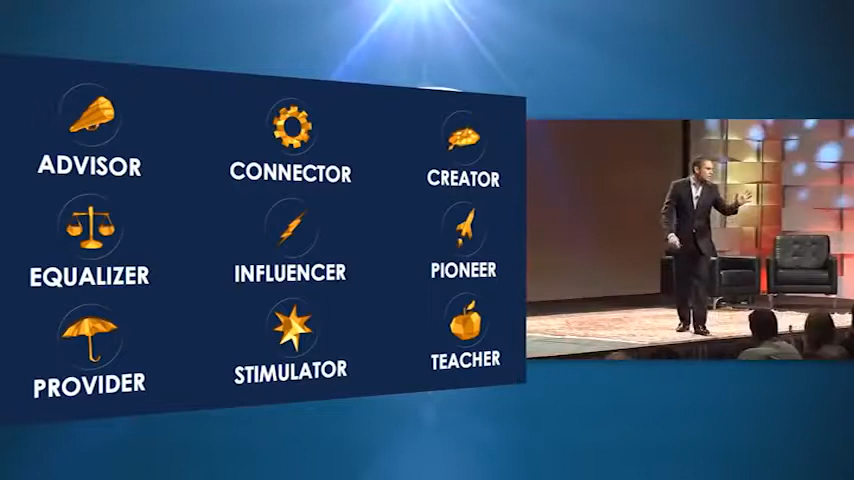 ADVISOR
CONNECTOR
CREATOR
EQUALIZER
INFLUENCER
PIONEER
PROVIDER
STIMULATOR
TEACHER